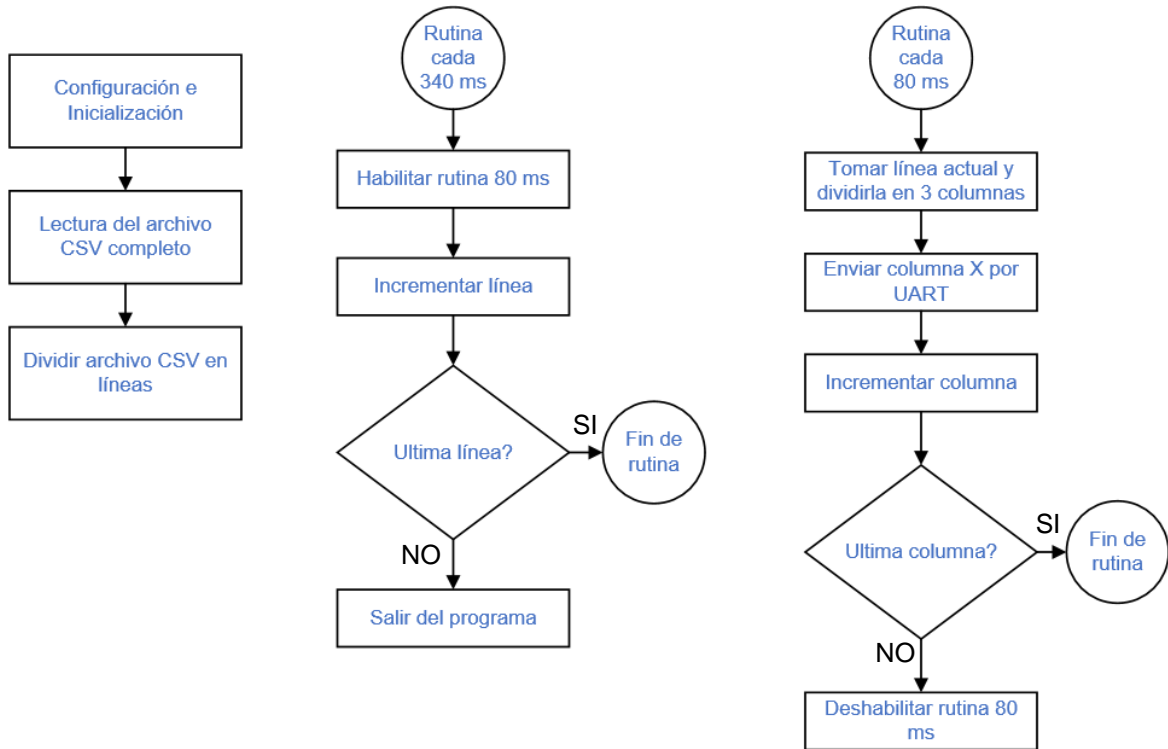 Configuración e
Inicialización
Lectura del archivo
CSV completo
Dividir archivo CSV en
líneas
Rutina
cada
340 ms
Habilitar rutina 80 ms
Incrementar línea
Ultima línea?
SI
Fin de
rutina
NO
Salir del programa
Rutina
cada
80 ms
Tomar línea actual y
dividirla en 3 columnas
Enviar columna X por
UART
Incrementar columna
Ultima columna?
SI
Fin de
rutina
NO
Deshabilitar rutina 80
ms